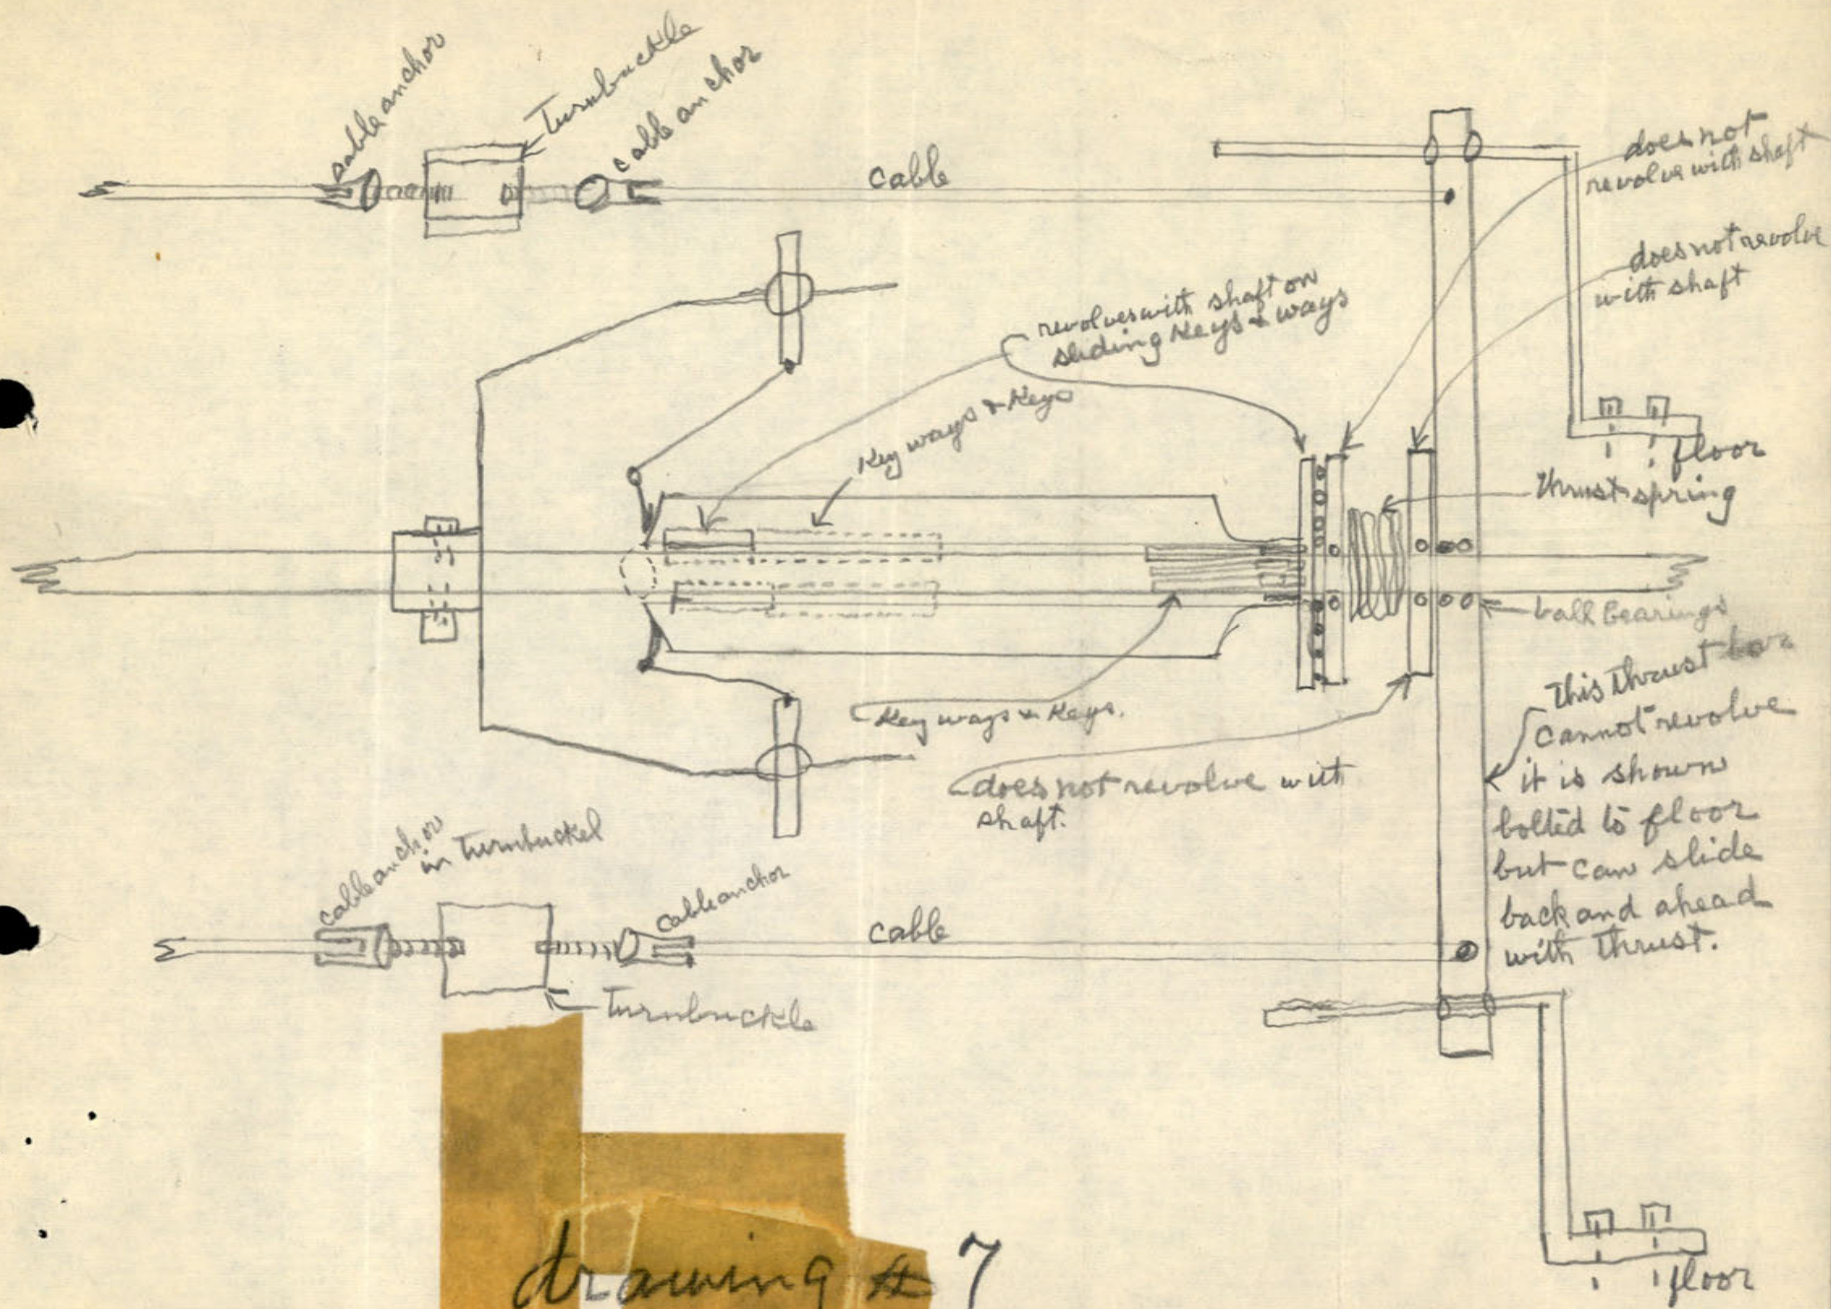 cable anchor
Turnbuckle
cable anchor
cable
does not
revolve with shaft
does not revolve
with shaft
revolves with shaft on
sliding Keys & ways
Key ways & Keys
floor
thrust spring
ball bearings
This thrust bar
cannot revolve
it is shown
bolted to floor
but can slide
back and ahead
with thrust.
Key ways & Keys.
does not revolve with
shaft.
cable anchor
in turnbuckel
cable anchor
cable
Turnbuckle
floor
drawing # 7